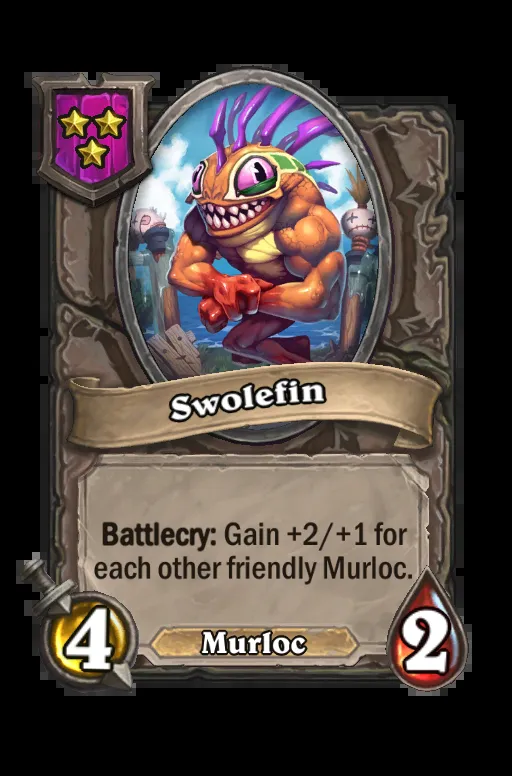 Swolefin
Battlecry: Gain +2/+1 for
each other friendly Murloc.
4
Murloc
2